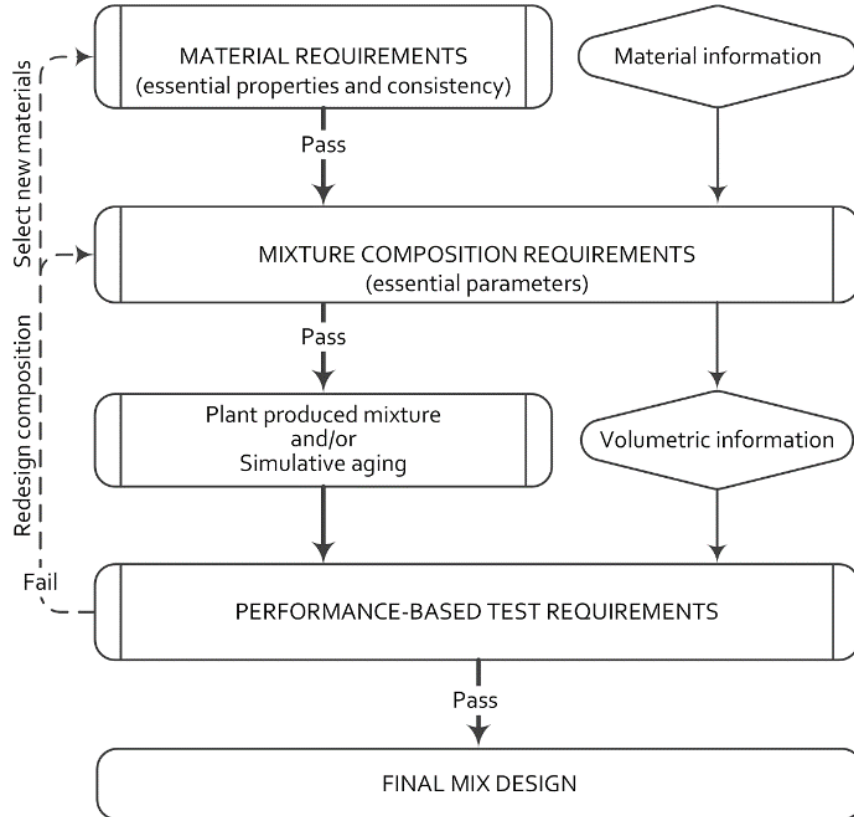 MATERIAL REQUIREMENTS
(essential properties and consistency)
Material information
Pass
Select new materials
MIXTURE COMPOSITION REQUIREMENTS
(essential parameters)
Pass
Redesign composition
Plant produced mixture
and/or
Simulative aging
Volumetric information
Fail
PERFORMANCE-BASED TEST REQUIREMENTS
Pass
FINAL MIX DESIGN